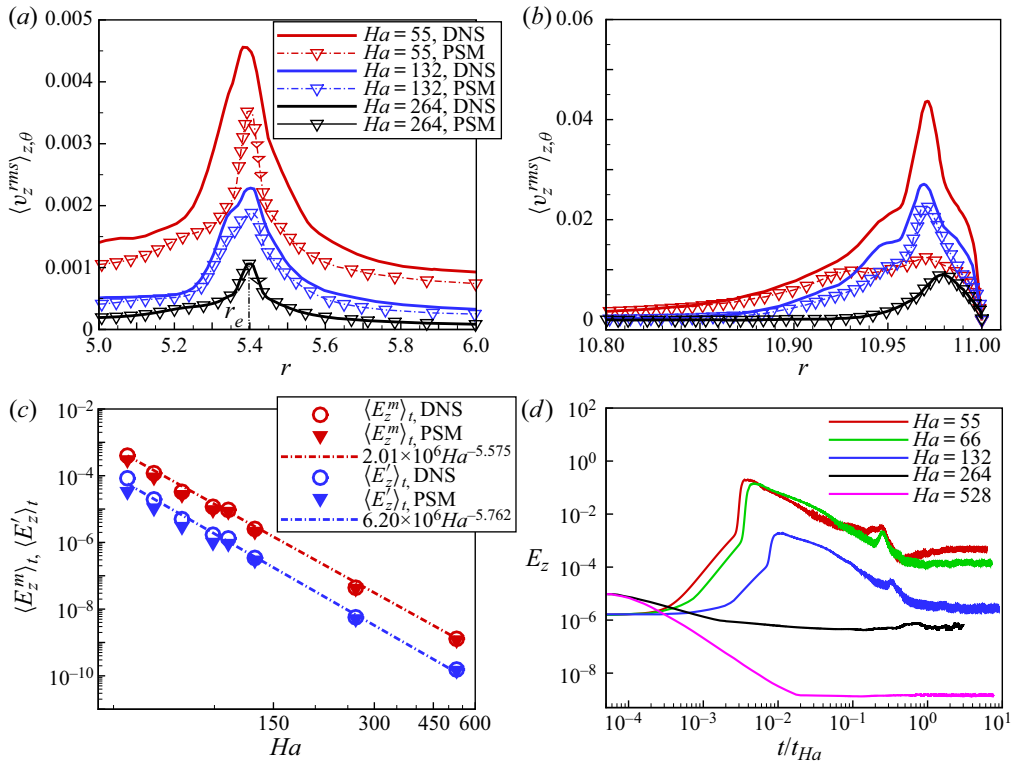 (a)
0.005
0.004
0.003
0.002
0.001
0
⟨v_z^{rms}⟩_{z,θ}
Ha = 55, DNS
Ha = 55, PSM
Ha = 132, DNS
Ha = 132, PSM
Ha = 264, DNS
Ha = 264, PSM
r_e
5.0 5.2 5.4 5.6 5.8 6.0
r
(b)
0.06
0.04
0.02
0
⟨v_z^{rms}⟩_{z,θ}
10.80 10.85 10.90 10.95 11.00
r
(c)
10^{−2}
10^{−4}
10^{−6}
10^{−8}
10^{−10}
⟨E_z^m⟩_t, ⟨E_z′⟩_t
⟨E_z^m⟩_t, DNS
⟨E_z^m⟩_t, PSM
2.01×10^6Ha^{−5.575}
⟨E_z′⟩_t, DNS
⟨E_z′⟩_t, PSM
6.20×10^6Ha^{−5.762}
150 300 450 600
Ha
(d)
10^2
10^0
10^{−2}
10^{−4}
10^{−6}
10^{−8}
E_z
Ha = 55
Ha = 66
Ha = 132
Ha = 264
Ha = 528
10^{−4} 10^{−3} 10^{−2} 10^{−1} 10^0 10^1
t/t_{Ha}